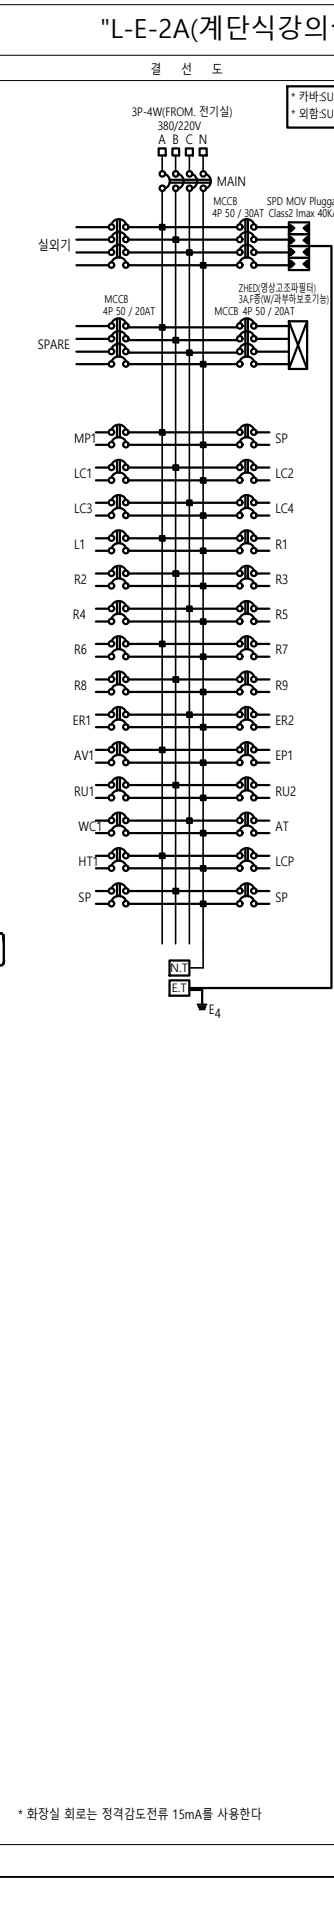 "L-E-2A(계단식강의
결 선 도
* 카바:SU
* 외함:SU
3P-4W(FROM. 전기실)
380/220V
A B C N
MAIN
MCCB
4P 50 / 30AT
SPD MOV Plugga
Class2 Imax 40KA
실외기
MCCB
4P 50 / 20AT
ZHED(영상고조파필터)
3A,F종(W/과부하보호기능)
MCCB 4P 50 / 20AT
SPARE
MP1 SP
LC1 LC2
LC3 LC4
L1 R1
R2 R3
R4 R5
R6 R7
R8 R9
ER1 ER2
AV1 EP1
RU1 RU2
WC1 AT
HT1 LCP
SP SP
N.T
E.T
E4
* 화장실 회로는 정격감도전류 15mA를 사용한다